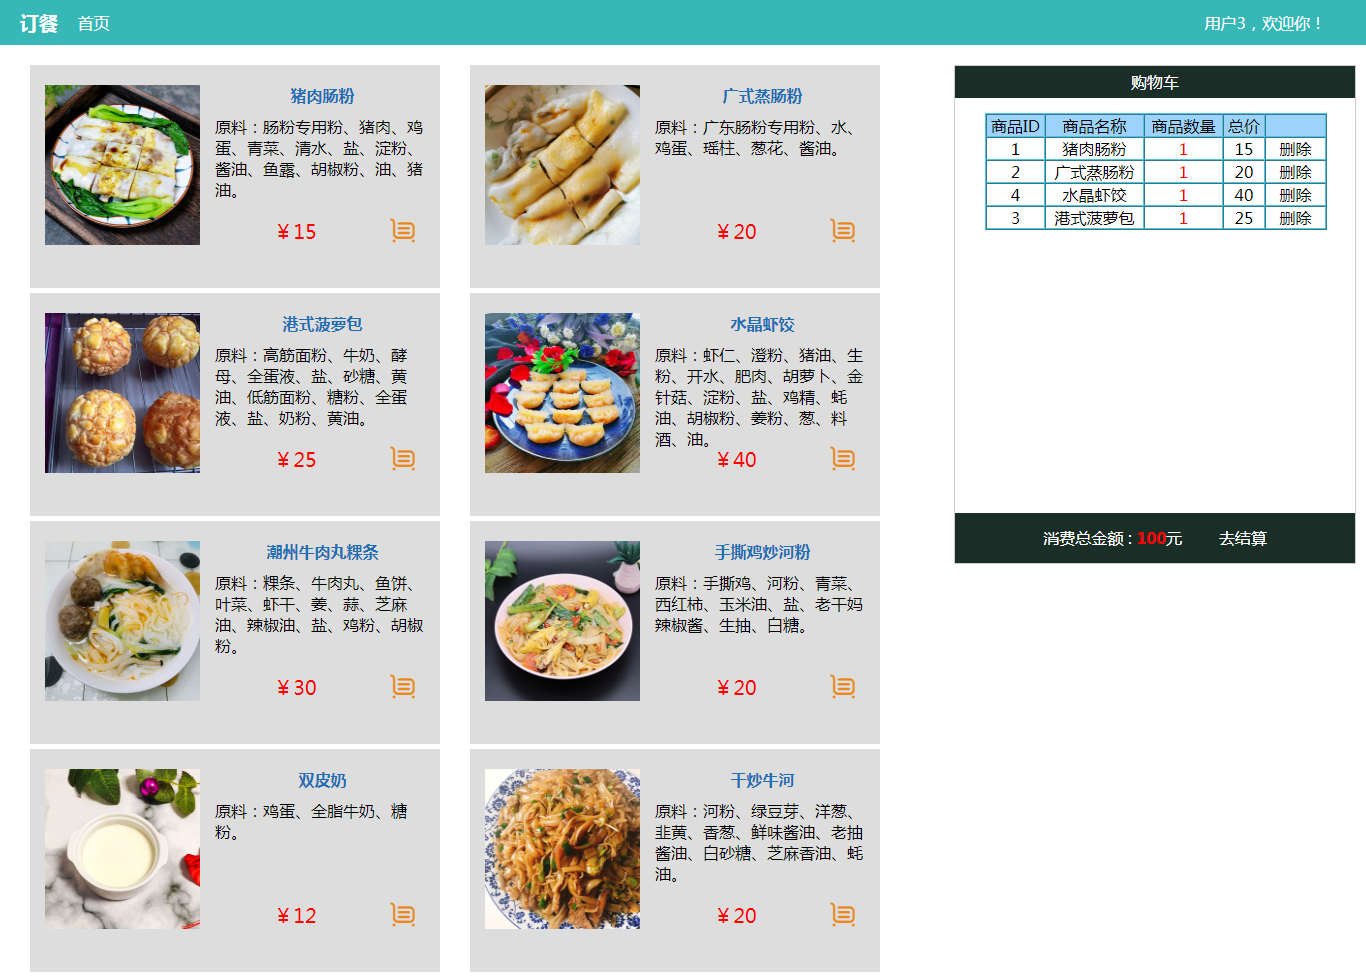 订餐 首页 用户3，欢迎你！
猪肉肠粉
原料：肠粉专用粉、猪肉、鸡
蛋、青菜、清水、盐、淀粉、
酱油、鱼露、胡椒粉、油、猪
油。
￥15
广式蒸肠粉
原料：广东肠粉专用粉、水、
鸡蛋、瑶柱、葱花、酱油。
￥20
港式菠萝包
原料：高筋面粉、牛奶、酵
母、全蛋液、盐、砂糖、黄
油、低筋面粉、糖粉、全蛋
液、盐、奶粉、黄油。
￥25
水晶虾饺
原料：虾仁、澄粉、猪油、生
粉、开水、肥肉、胡萝卜、金
针菇、淀粉、盐、鸡精、蚝
油、胡椒粉、姜粉、葱、料
酒、油。
￥40
潮州牛肉丸粿条
原料：粿条、牛肉丸、鱼饼、
叶菜、虾干、姜、蒜、芝麻
油、辣椒油、盐、鸡粉、胡椒
粉。
￥30
手撕鸡炒河粉
原料：手撕鸡、河粉、青菜、
西红柿、玉米油、盐、老干妈
辣椒酱、生抽、白糖。
￥20
双皮奶
原料：鸡蛋、全脂牛奶、糖
粉。
￥12
干炒牛河
原料：河粉、绿豆芽、洋葱、
韭黄、香葱、鲜味酱油、老抽
酱油、白砂糖、芝麻香油、蚝
油。
￥20
购物车
商品ID 商品名称 商品数量 总价
1 猪肉肠粉 1 15 删除
2 广式蒸肠粉 1 20 删除
4 水晶虾饺 1 40 删除
3 港式菠萝包 1 25 删除
消费总金额：100元 去结算